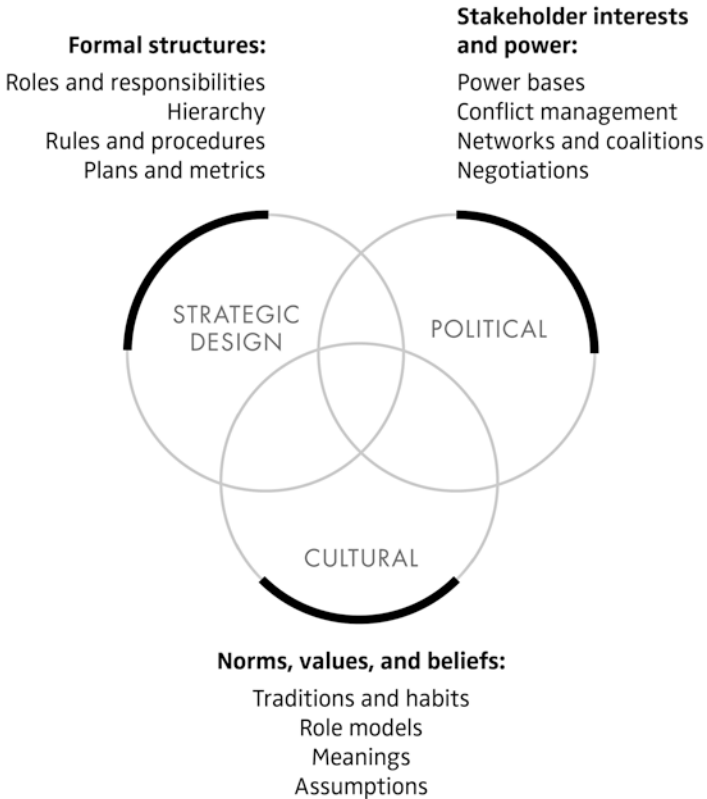 Formal structures:
Roles and responsibilities
Hierarchy
Rules and procedures
Plans and metrics
Stakeholder interests
and power:
Power bases
Conflict management
Networks and coalitions
Negotiations
STRATEGIC
DESIGN
POLITICAL
CULTURAL
Norms, values, and beliefs:
Traditions and habits
Role models
Meanings
Assumptions